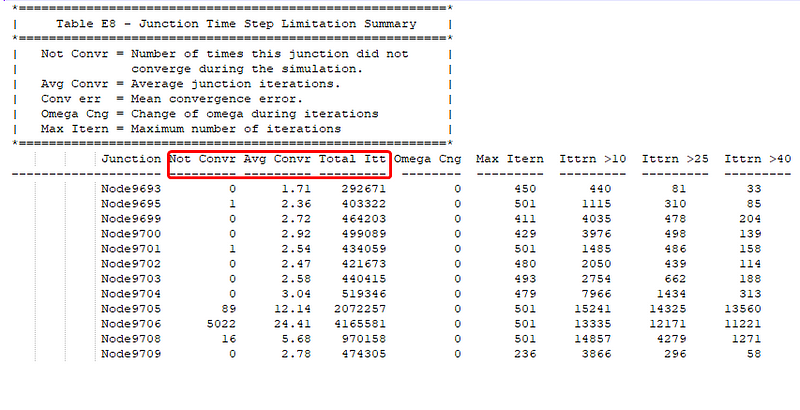 *===========================================================*
| Table E8 - Junction Time Step Limitation Summary |
*===========================================================*
| Not Convr = Number of times this junction did not |
| converge during the simulation. |
| Avg Convr = Average junction iterations. |
| Conv err = Mean convergence error. |
| Omega Cng = Change of omega during iterations |
| Max Itern = Maximum number of iterations |
*===========================================================*
Junction Not Convr Avg Convr Total Itt Omega Cng Max Itern Ittrn >10 Ittrn >25 Ittrn >40
-------------------- --------- ---------- ---------- -------- --------- --------- --------- ---------
Node9693 0 1.71 292671 0 450 440 81 33
Node9695 1 2.36 403322 0 501 1115 310 85
Node9699 0 2.72 464203 0 411 4035 478 204
Node9700 0 2.92 499089 0 429 3976 498 139
Node9701 1 2.54 434059 0 501 1485 486 158
Node9702 0 2.47 421673 0 480 2050 439 114
Node9703 0 2.58 440415 0 493 2754 662 188
Node9704 0 3.04 519346 0 479 7966 1434 313
Node9705 89 12.14 2072257 0 501 15241 14325 13560
Node9706 5022 24.41 4165581 0 501 13335 12171 11221
Node9708 16 5.68 970158 0 501 14857 4279 1271
Node9709 0 2.78 474305 0 236 3866 296 58